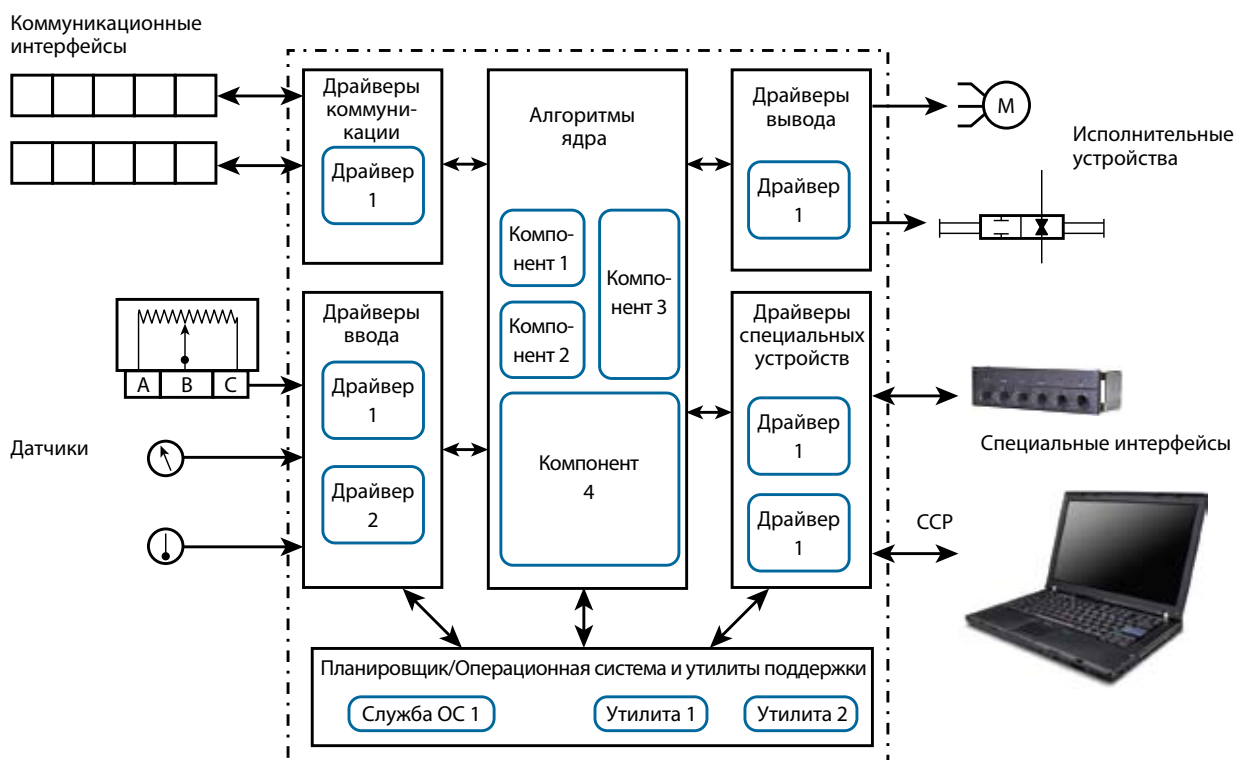 Коммуникационные
интерфейсы
Драйверы
коммуни-
кации
Драйвер
1
Алгоритмы
ядра
Компо-
нент 1
Компо-
нент 2
Компо-
нент 3
Компонент
4
Драйверы
вывода
Драйвер
1
M
Исполнительные
устройства
A B C
Датчики
Драйверы
ввода
Драйвер
1
Драйвер
2
Драйверы
специальных
устройств
Драйвер
1
Драйвер
1
Специальные интерфейсы
CCP
Планировщик/Операционная система и утилиты поддержки
Служба ОС 1
Утилита 1
Утилита 2